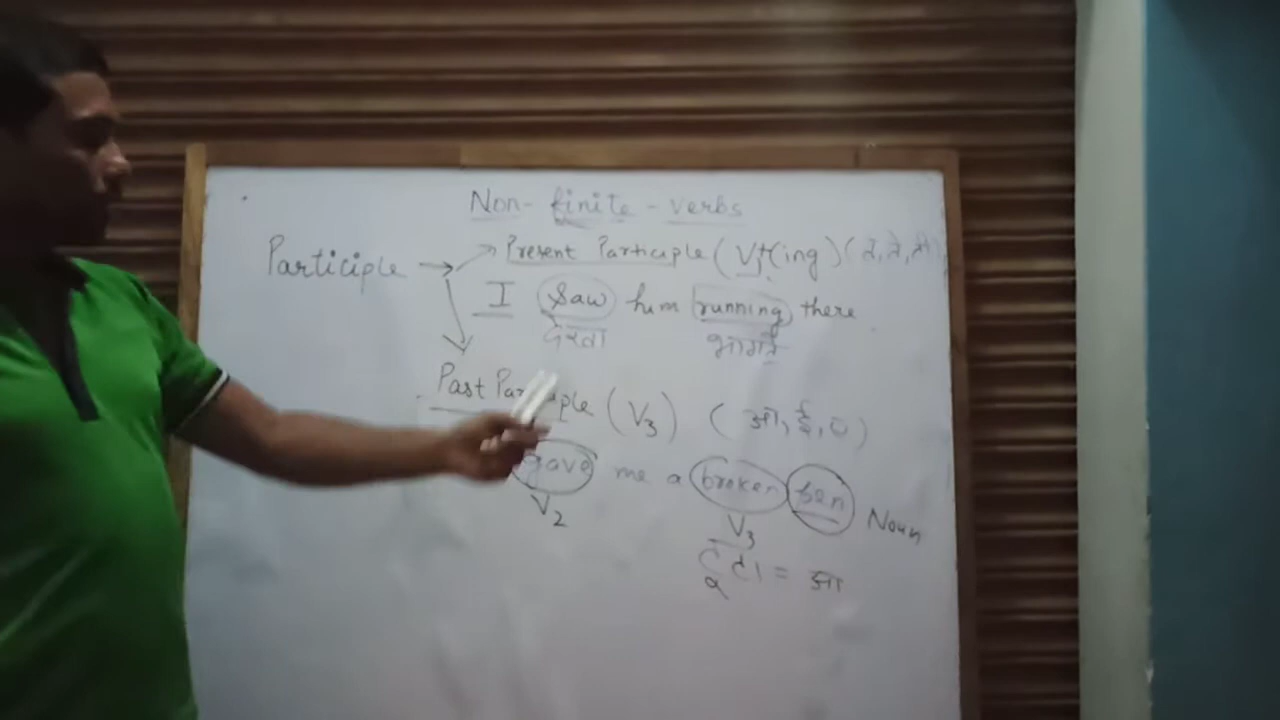 Non-finite-verbs
Participle → Present Participle (V1+ing) (ते, ते, ती)
I saw him running there
देखा भागते
Past Participle (V3) (आ, ई, ए)
gave me a broken pen Noun
V2 V3
टूटा = आ